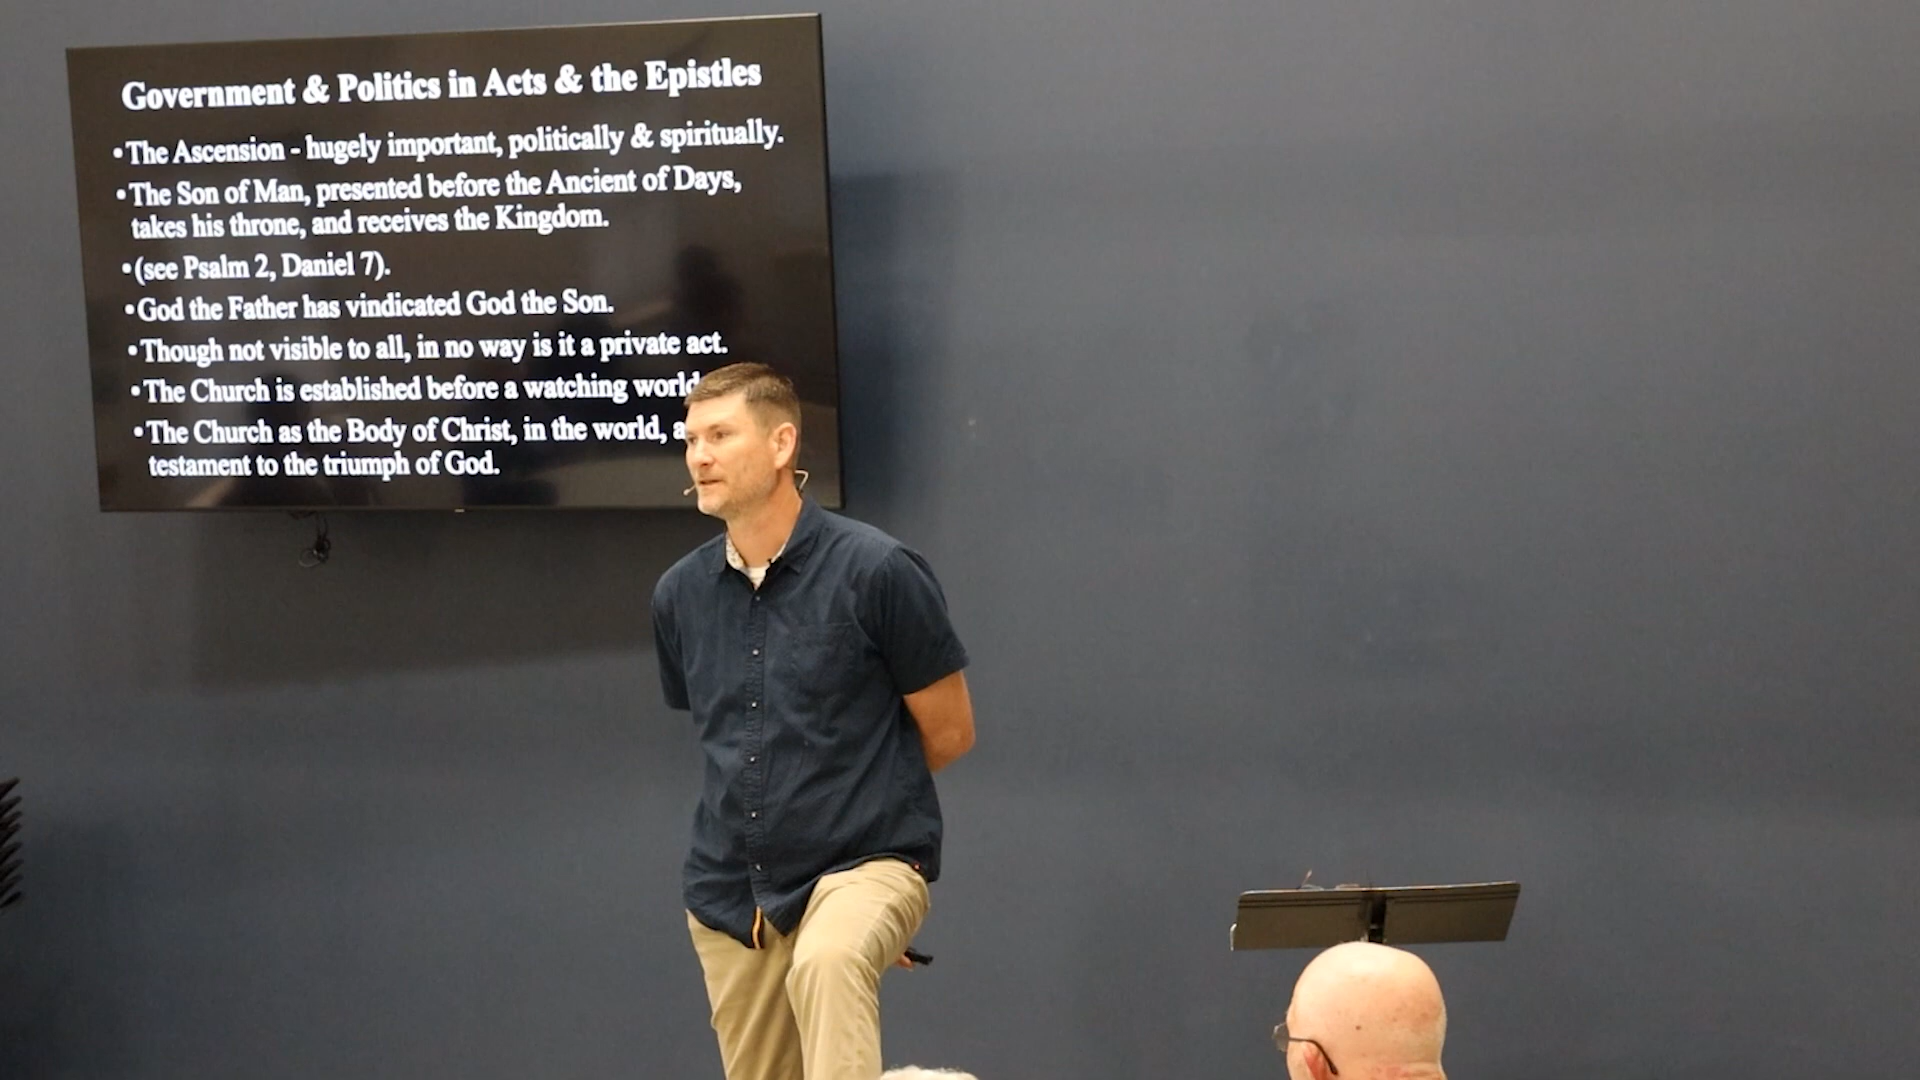 Government & Politics in Acts & the Epistles
• The Ascension - hugely important, politically & spiritually.
• The Son of Man, presented before the Ancient of Days,
takes his throne, and receives the Kingdom.
• (see Psalm 2, Daniel 7).
• God the Father has vindicated God the Son.
• Though not visible to all, in no way is it a private act.
• The Church is established before a watching world
• The Church as the Body of Christ, in the world,
testament to the triumph of God.